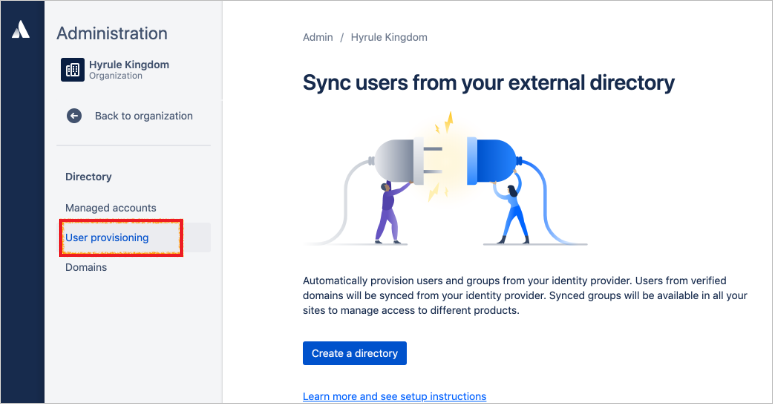 Administration
Hyrule Kingdom
Organization
Back to organization
Directory
Managed accounts
User provisioning
Domains
Admin / Hyrule Kingdom
Sync users from your external directory
Automatically provision users and groups from your identity provider. Users from verified
domains will be synced from your identity provider. Synced groups will be available in all your
sites to manage access to different products.
Create a directory
Learn more and see setup instructions